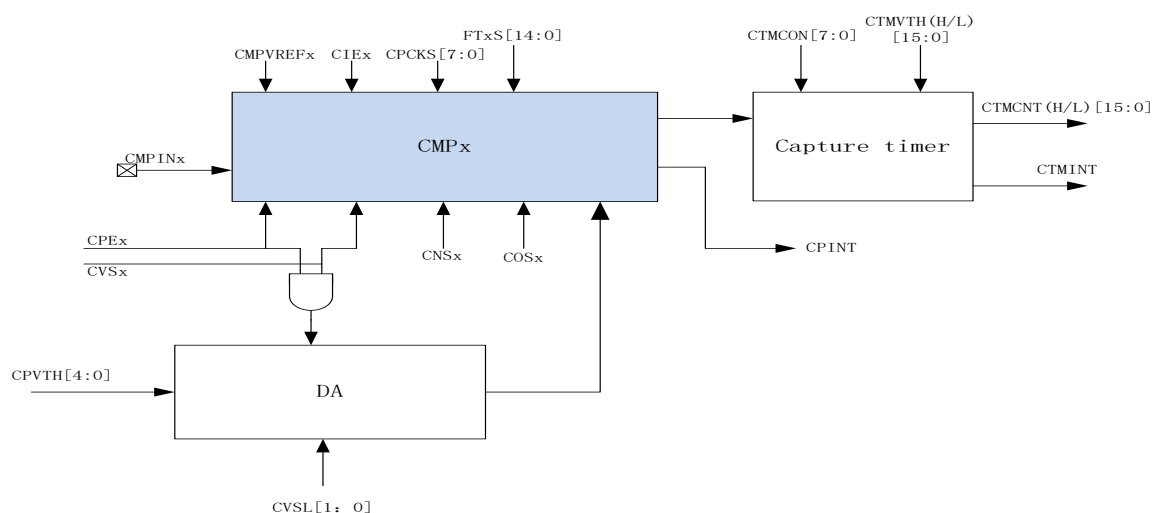 FTxS[14:0]
CTMCON[7:0]
CTMVTH(H/L)
[15:0]
CMPVREFx
CIEx
CPCKS[7:0]
CTMCNT(H/L)[15:0]
CMPx
Capture timer
CMPINx
CTMINT
CPEx
CVSx
CNSx
COSx
CPINT
CPVTH[4:0]
DA
CVSL[1: 0]